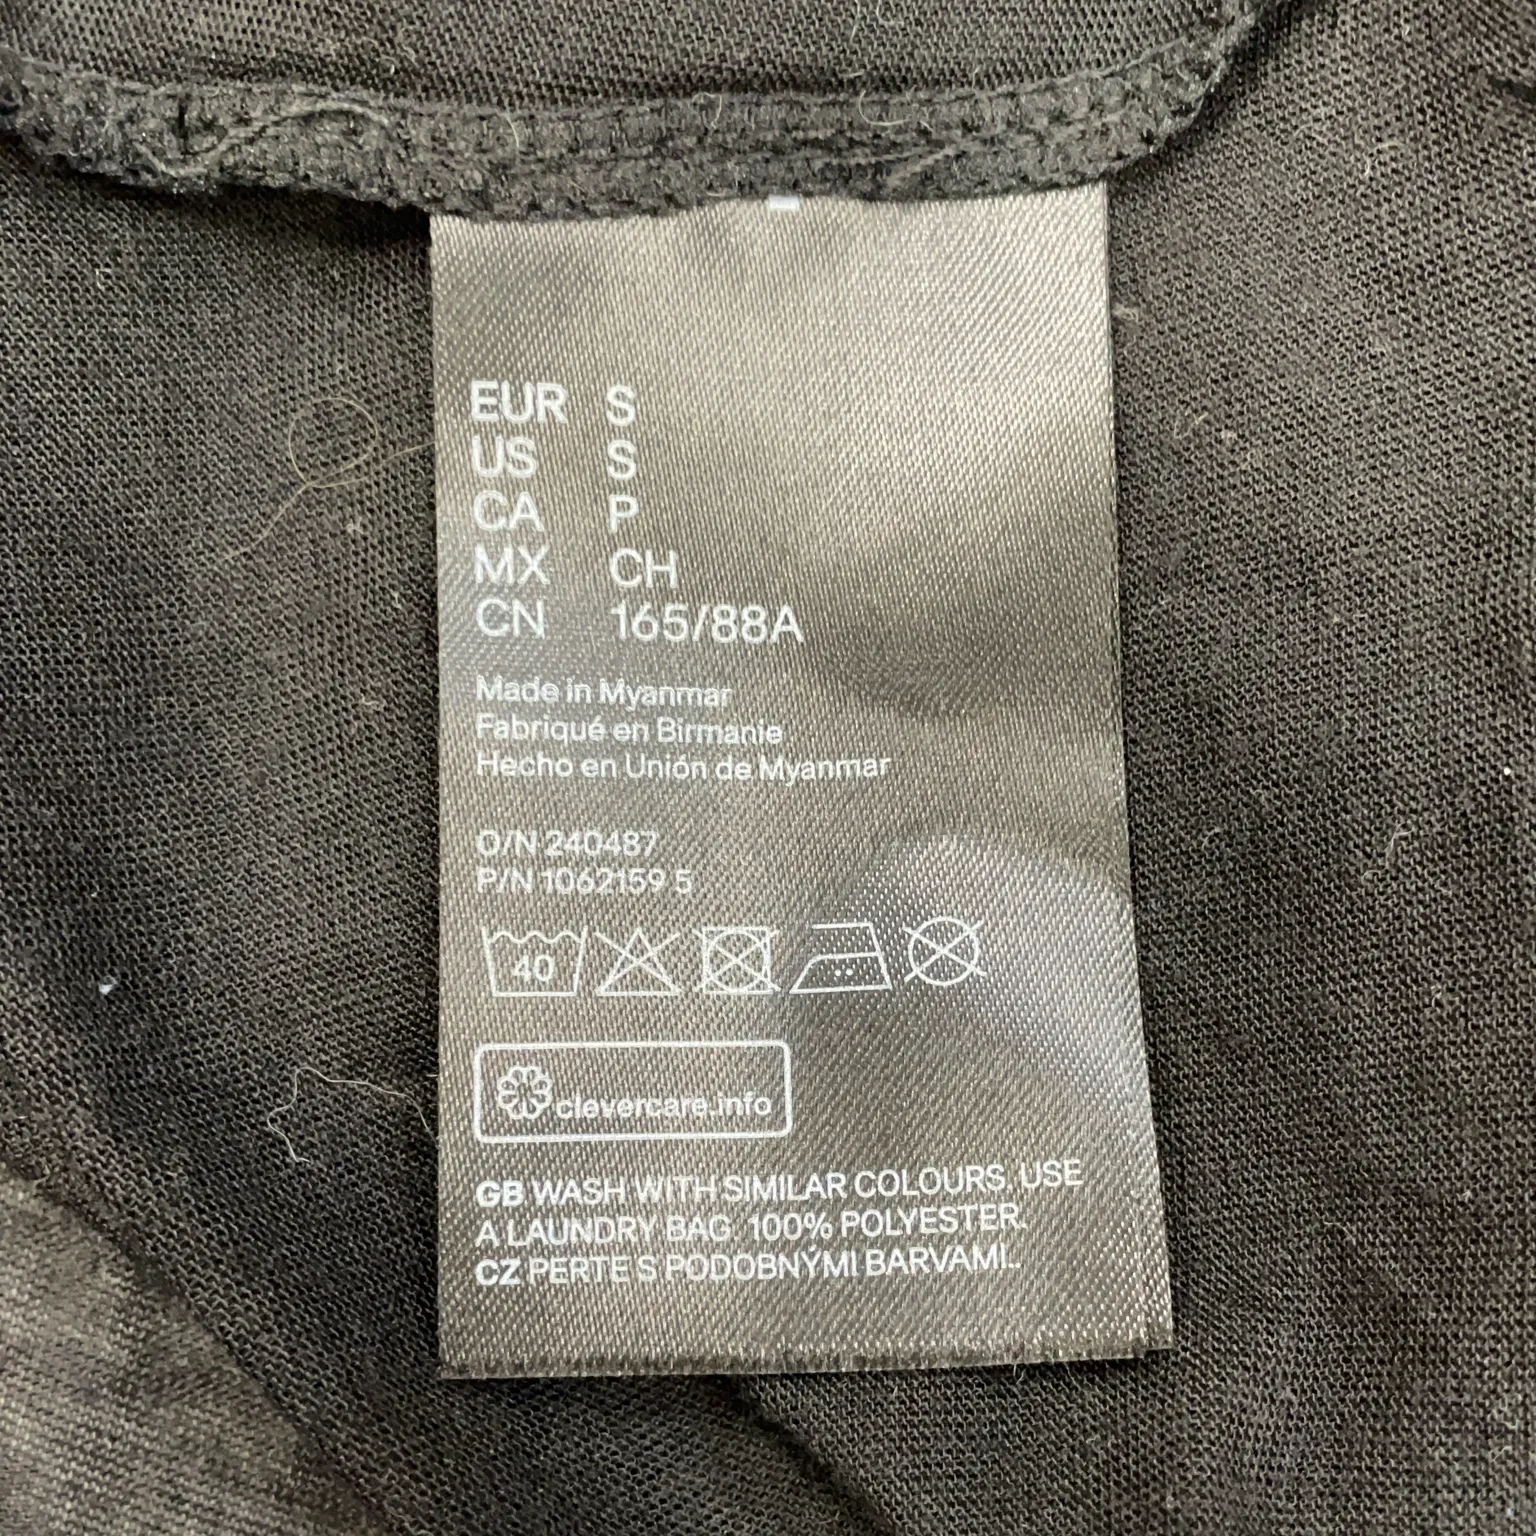 EUR S
US S
CA P
MX CH
CN 165/88A
Made in Myanmar
Fabriqué en Birmanie
Hecho en Unión de Myanmar
O/N 240487
P/N 1062159 5
40
clevercare.info
GB WASH WITH SIMILAR COLOURS, USE
A LAUNDRY BAG 100% POLYESTER.
CZ PERTE S PODOBNÝMI BARVAMI..